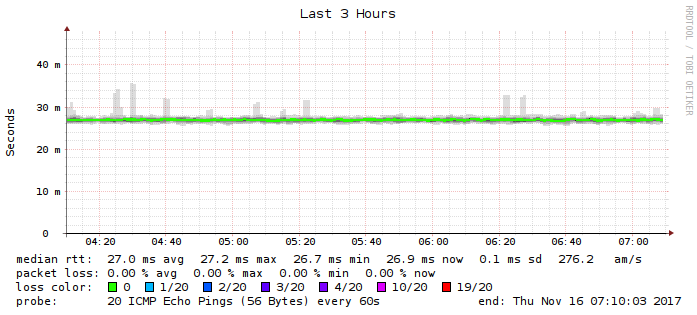 Last 3 Hours
RRDTOOL / TOBI OETIKER
Seconds
40 m
30 m
20 m
10 m
0
04:20 04:40 05:00 05:20 05:40 06:00 06:20 06:40 07:00
median rtt: 27.0 ms avg 27.2 ms max 26.7 ms min 26.9 ms now 0.1 ms sd 276.2 am/s
packet loss: 0.00 % avg 0.00 % max 0.00 % min 0.00 % now
loss color: 0 1/20 2/20 3/20 4/20 10/20 19/20
probe: 20 ICMP Echo Pings (56 Bytes) every 60s end: Thu Nov 16 07:10:03 2017